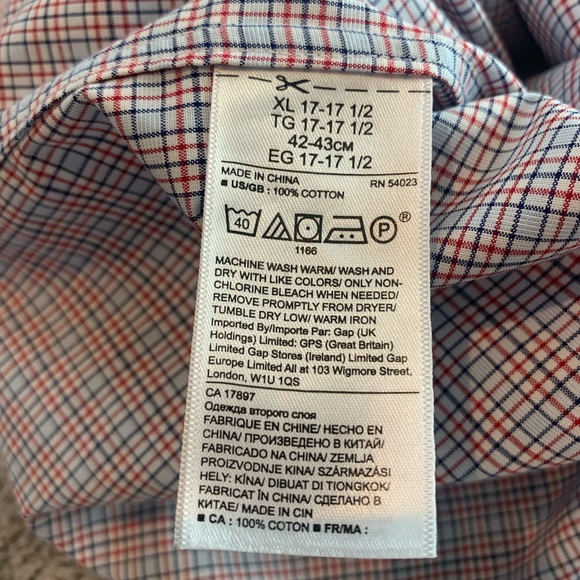 XL 17-17 1/2
TG 17-17 1/2
42-43СМ
EG 17-17 1/2
MADE IN CHINA RN 54023
■ US/GB : 100% COTTON
40 P ®
1166
MACHINE WASH WARM/ WASH AND
DRY WITH LIKE COLORS/ ONLY NON-
CHLORINE BLEACH WHEN NEEDED/
REMOVE PROMPTLY FROM DRYER/
TUMBLE DRY LOW/ WARM IRON
Imported By/Importe Par: Gap (UK
Holdings) Limited: GPS (Great Britain)
Limited Gap Stores (Ireland) Limited Gap
Europe Limited All at 103 Wigmore Street,
London, W1U 1QS
CA 17897
Одежда второго слоя
FABRIQUE EN CHINE/ HECHO EN
CHINA/ ПРОИЗВЕДЕНО В КИТАЙ/
FABRICADO NA CHINA/ ZEMLJA
PROIZVODNJE KINA/ SZÁRMAZÁSI
HELY: KÍNA/ DIBUAT DI TIONGKOK/
FABRICAT ÎN CHINA/ СДЕЛАНО В
КИТАЕ/ MADE IN CIN
■ CA : 100% COTON ■ FR/MA :